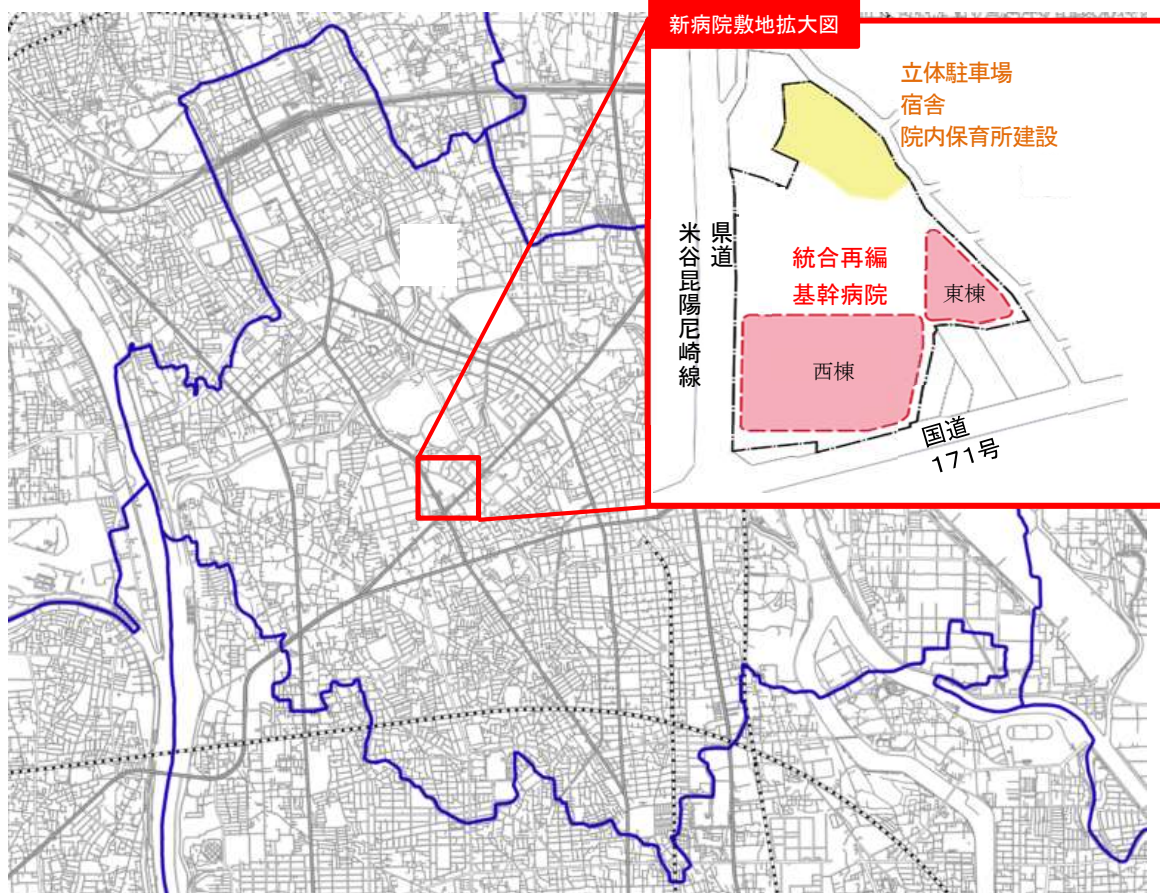 新病院敷地拡大図
立体駐車場
宿舎
院内保育所建設
県道
米谷昆陽尼崎線
統合再編
基幹病院
東棟
西棟
国道
171号